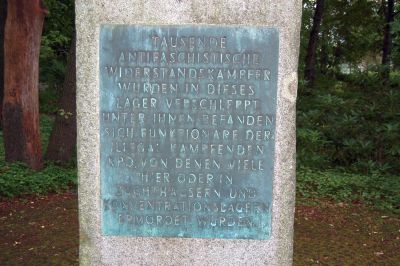 TAUSENDE
ANTIFASCHISTISCHE
WIDERSTANDSKÄMPFER
WURDEN IN DIESES
LAGER VERSCHLEPPT.
UNTER IHNEN BEFANDEN
SICH FUNKTIONÄRE DER
ILLEGAL KÄMPFENDEN
KPD, VON DENEN VIELE
HIER ODER IN
ZUCHTHÄUSERN UND
KONZENTRATIONSLAGERN
ERMORDET WURDEN.